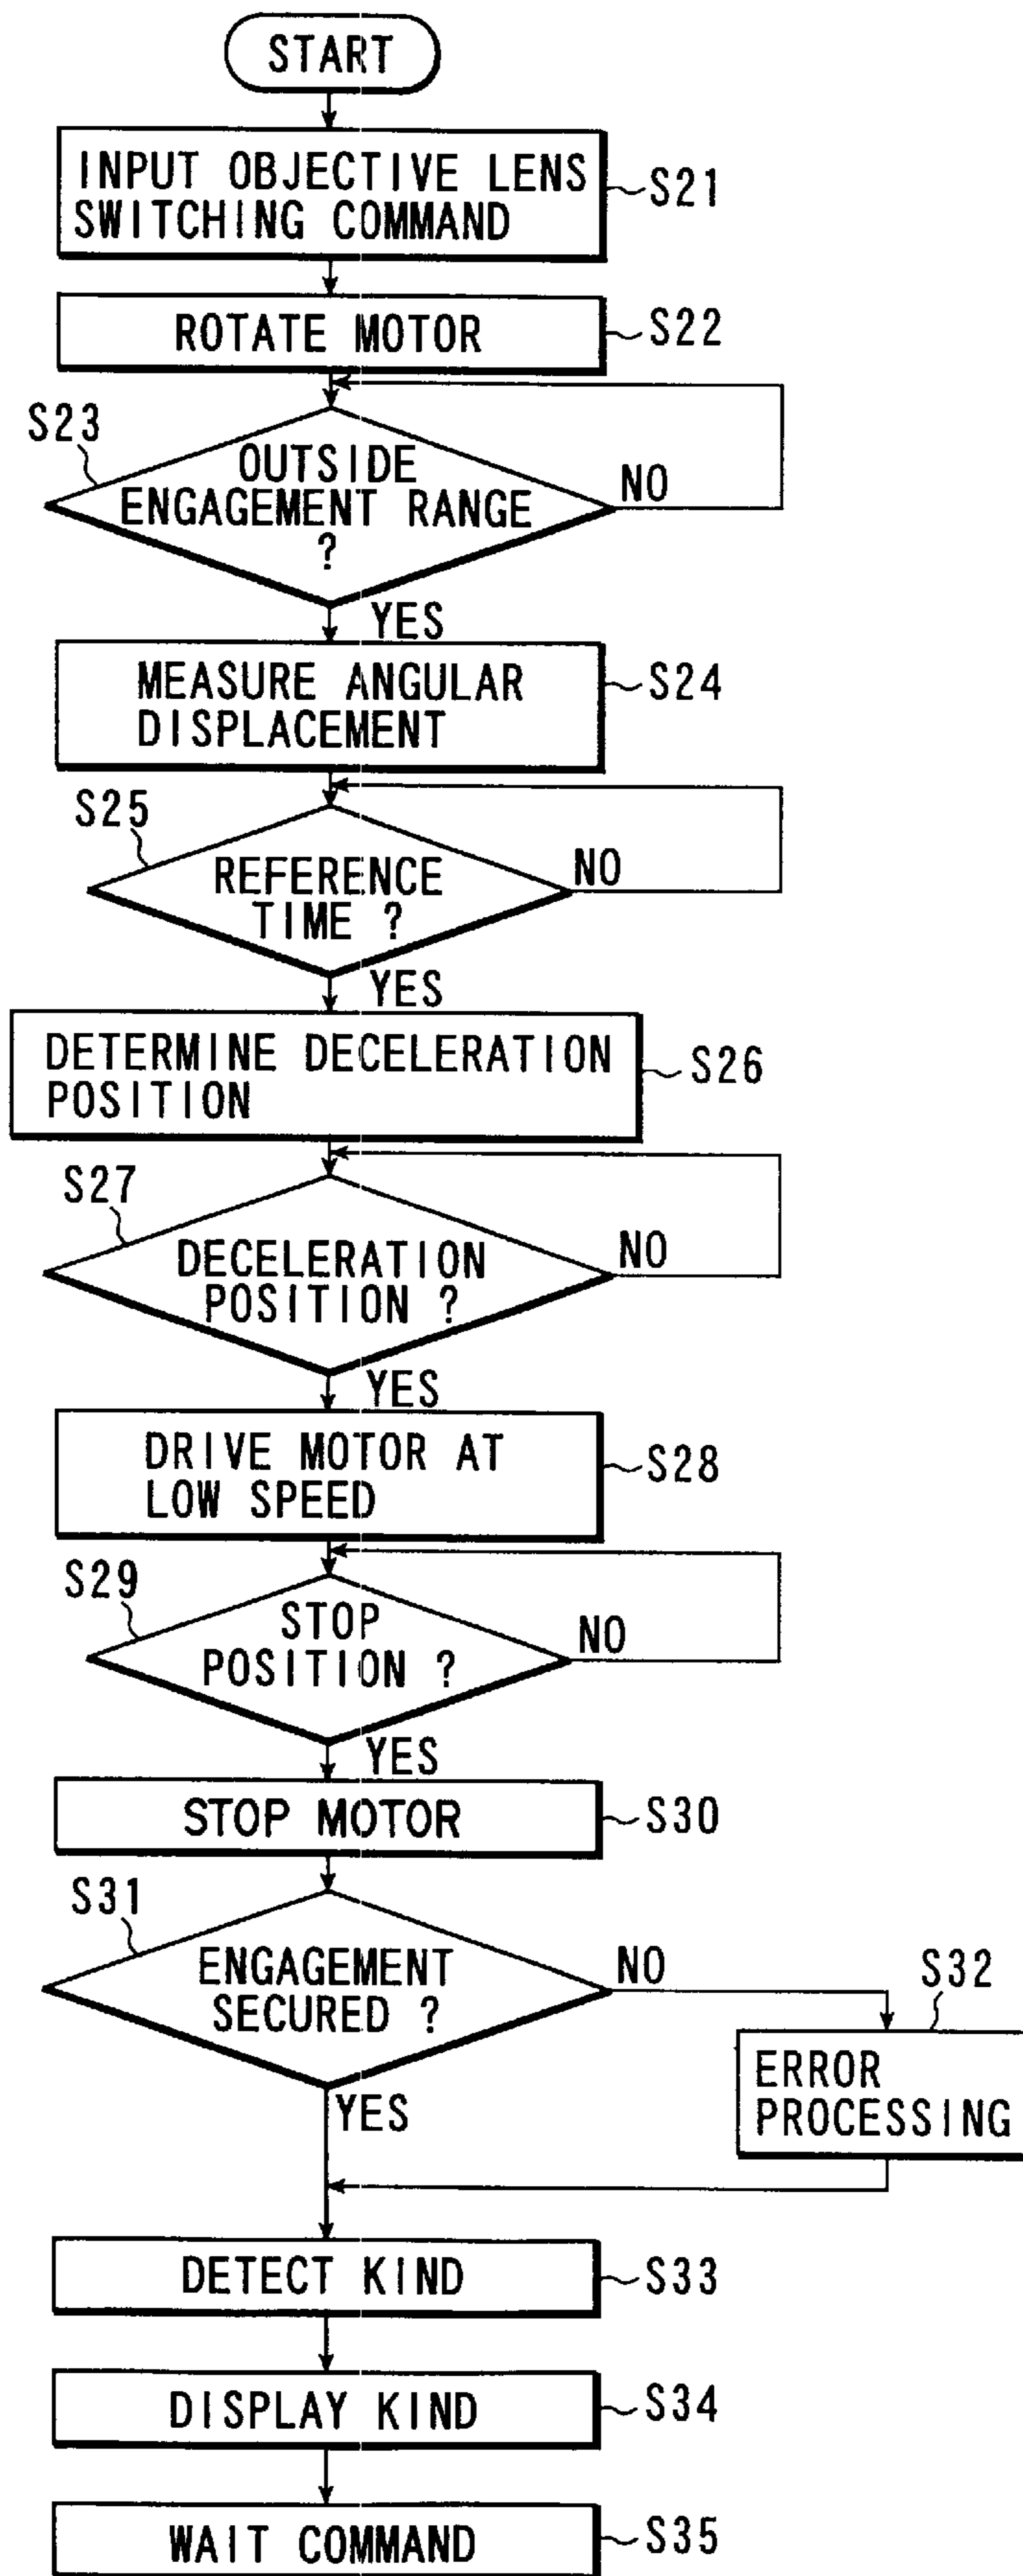 START
INPUT OBJECTIVE LENS
SWITCHING COMMAND
S21
ROTATE MOTOR
S22
S23
OUTSIDE
ENGAGEMENT RANGE
?
NO
YES
MEASURE ANGULAR
DISPLACEMENT
S24
S25
REFERENCE
TIME ?
NO
YES
DETERMINE DECELERATION
POSITION
S26
S27
DECELERATION
POSITION ?
NO
YES
DRIVE MOTOR AT
LOW SPEED
S28
S29
STOP
POSITION ?
NO
YES
STOP MOTOR
S30
S31
ENGAGEMENT
SECURED ?
NO
S32
ERROR
PROCESSING
YES
DETECT KIND
S33
DISPLAY KIND
S34
WAIT COMMAND
S35